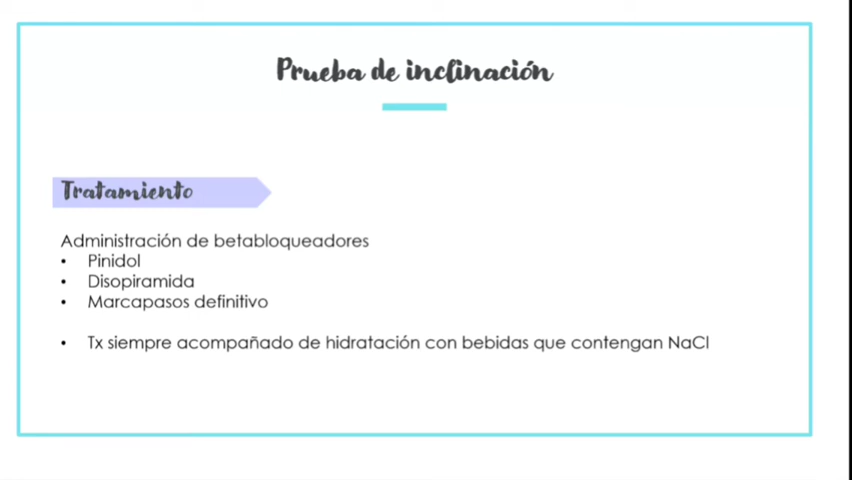 Prueba de inclinación
Tratamiento
Administración de betabloqueadores
• Pinidol
• Disopiramida
• Marcapasos definitivo
• Tx siempre acompañado de hidratación con bebidas que contengan NaCl